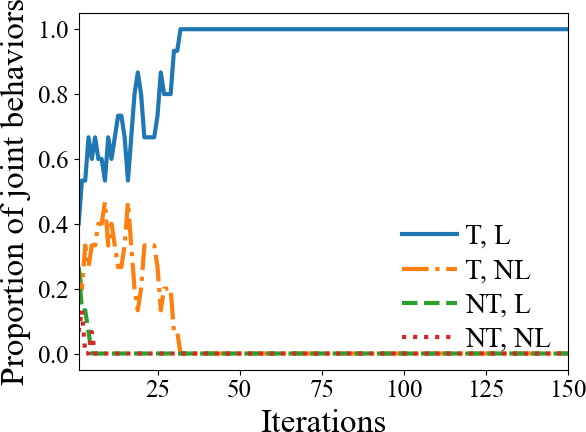 Proportion of joint behaviors
1.0
0.8
0.6
0.4
0.2
0.0
T, L
T, NL
NT, L
NT, NL
25 50 75 100 125 150
Iterations